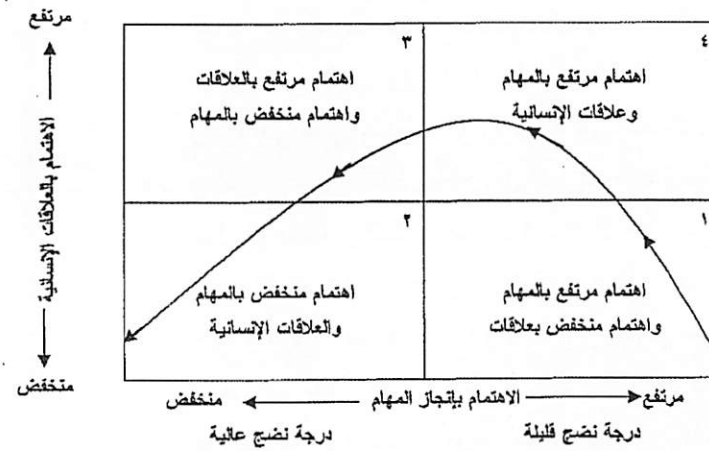 مرتفع
الاهتمام بالعلاقات الإنسانية
منخفض
٤
اهتمام مرتفع بالمهام
وعلاقات الإنسانية
٣
اهتمام مرتفع بالعلاقات
واهتمام منخفض بالمهام
١
اهتمام مرتفع بالمهام
واهتمام منخفض بعلاقات
٢
اهتمام منخفض بالمهام
والعلاقات الإنسانية
مرتفع الاهتمام بإنجاز المهام منخفض
درجة نضج قليلة درجة نضج عالية